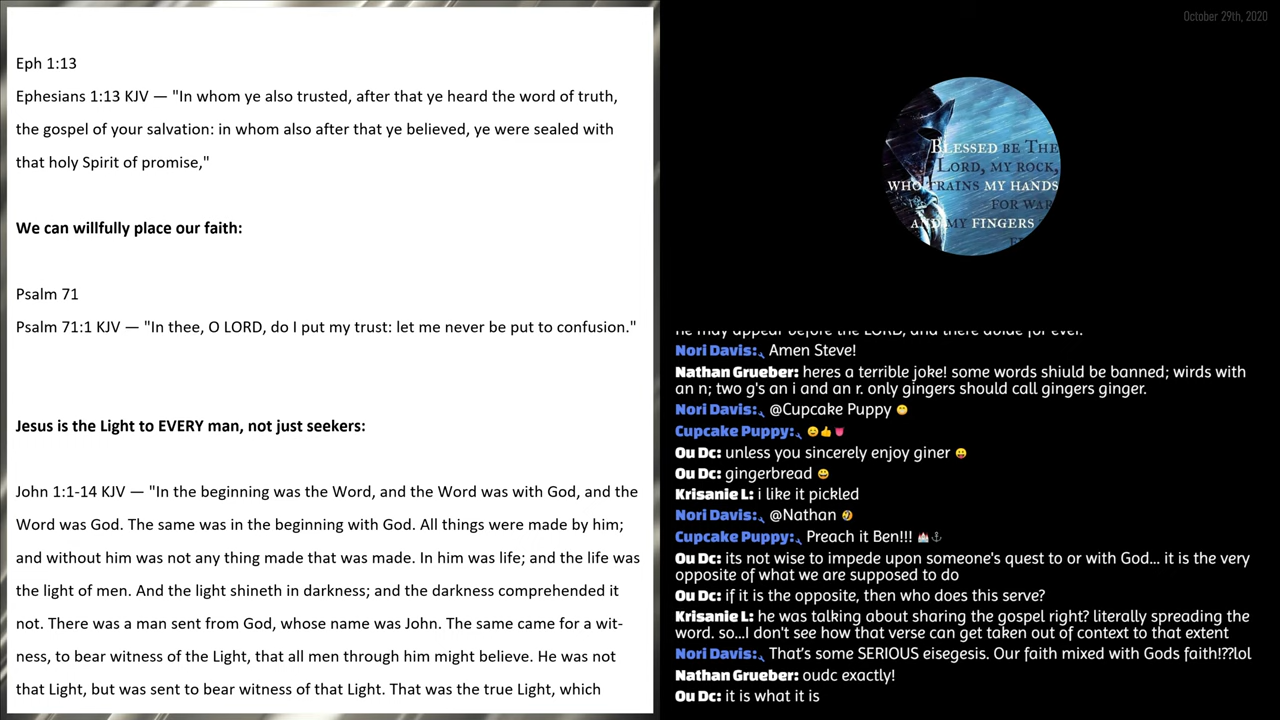 Eph 1:13
Ephesians 1:13 KJV — "In whom ye also trusted, after that ye heard the word of truth,
the gospel of your salvation: in whom also after that ye believed, ye were sealed with
that holy Spirit of promise,"
We can willfully place our faith:
Psalm 71
Psalm 71:1 KJV — "In thee, O LORD, do I put my trust: let me never be put to confusion."
Jesus is the Light to EVERY man, not just seekers:
John 1:1-14 KJV — "In the beginning was the Word, and the Word was with God, and the
Word was God. The same was in the beginning with God. All things were made by him;
and without him was not any thing made that was made. In him was life; and the life was
the light of men. And the light shineth in darkness; and the darkness comprehended it
not. There was a man sent from God, whose name was John. The same came for a wit-
ness, to bear witness of the Light, that all men through him might believe. He was not
that Light, but was sent to bear witness of that Light. That was the true Light, which
October 29th, 2020
BLESSED BE THE
LORD, MY ROCK,
WHO TRAINS MY HANDS
FOR WAR
AND MY FINGERS
he may appear before the LORD, and there abide for ever.
Nori Davis: Amen Steve!
Nathan Grueber: heres a terrible joke! some words shiuld be banned; wirds with
an n; two g's an i and an r. only gingers should call gingers ginger.
Nori Davis: @Cupcake Puppy 😁
Cupcake Puppy: 😊👍💗
Ou Dc: unless you sincerely enjoy giner 😛
Ou Dc: gingerbread 😀
Krisanie L: i like it pickled
Nori Davis: @Nathan 🤣
Cupcake Puppy: Preach it Ben!!! ⛪⚓
Ou Dc: its not wise to impede upon someone's quest to or with God... it is the very
opposite of what we are supposed to do
Ou Dc: if it is the opposite, then who does this serve?
Krisanie L: he was talking about sharing the gospel right? literally spreading the
word. so...I don't see how that verse can get taken out of context to that extent
Nori Davis: That's some SERIOUS eisegesis. Our faith mixed with Gods faith!??lol
Nathan Grueber: oudc exactly!
Ou Dc: it is what it is